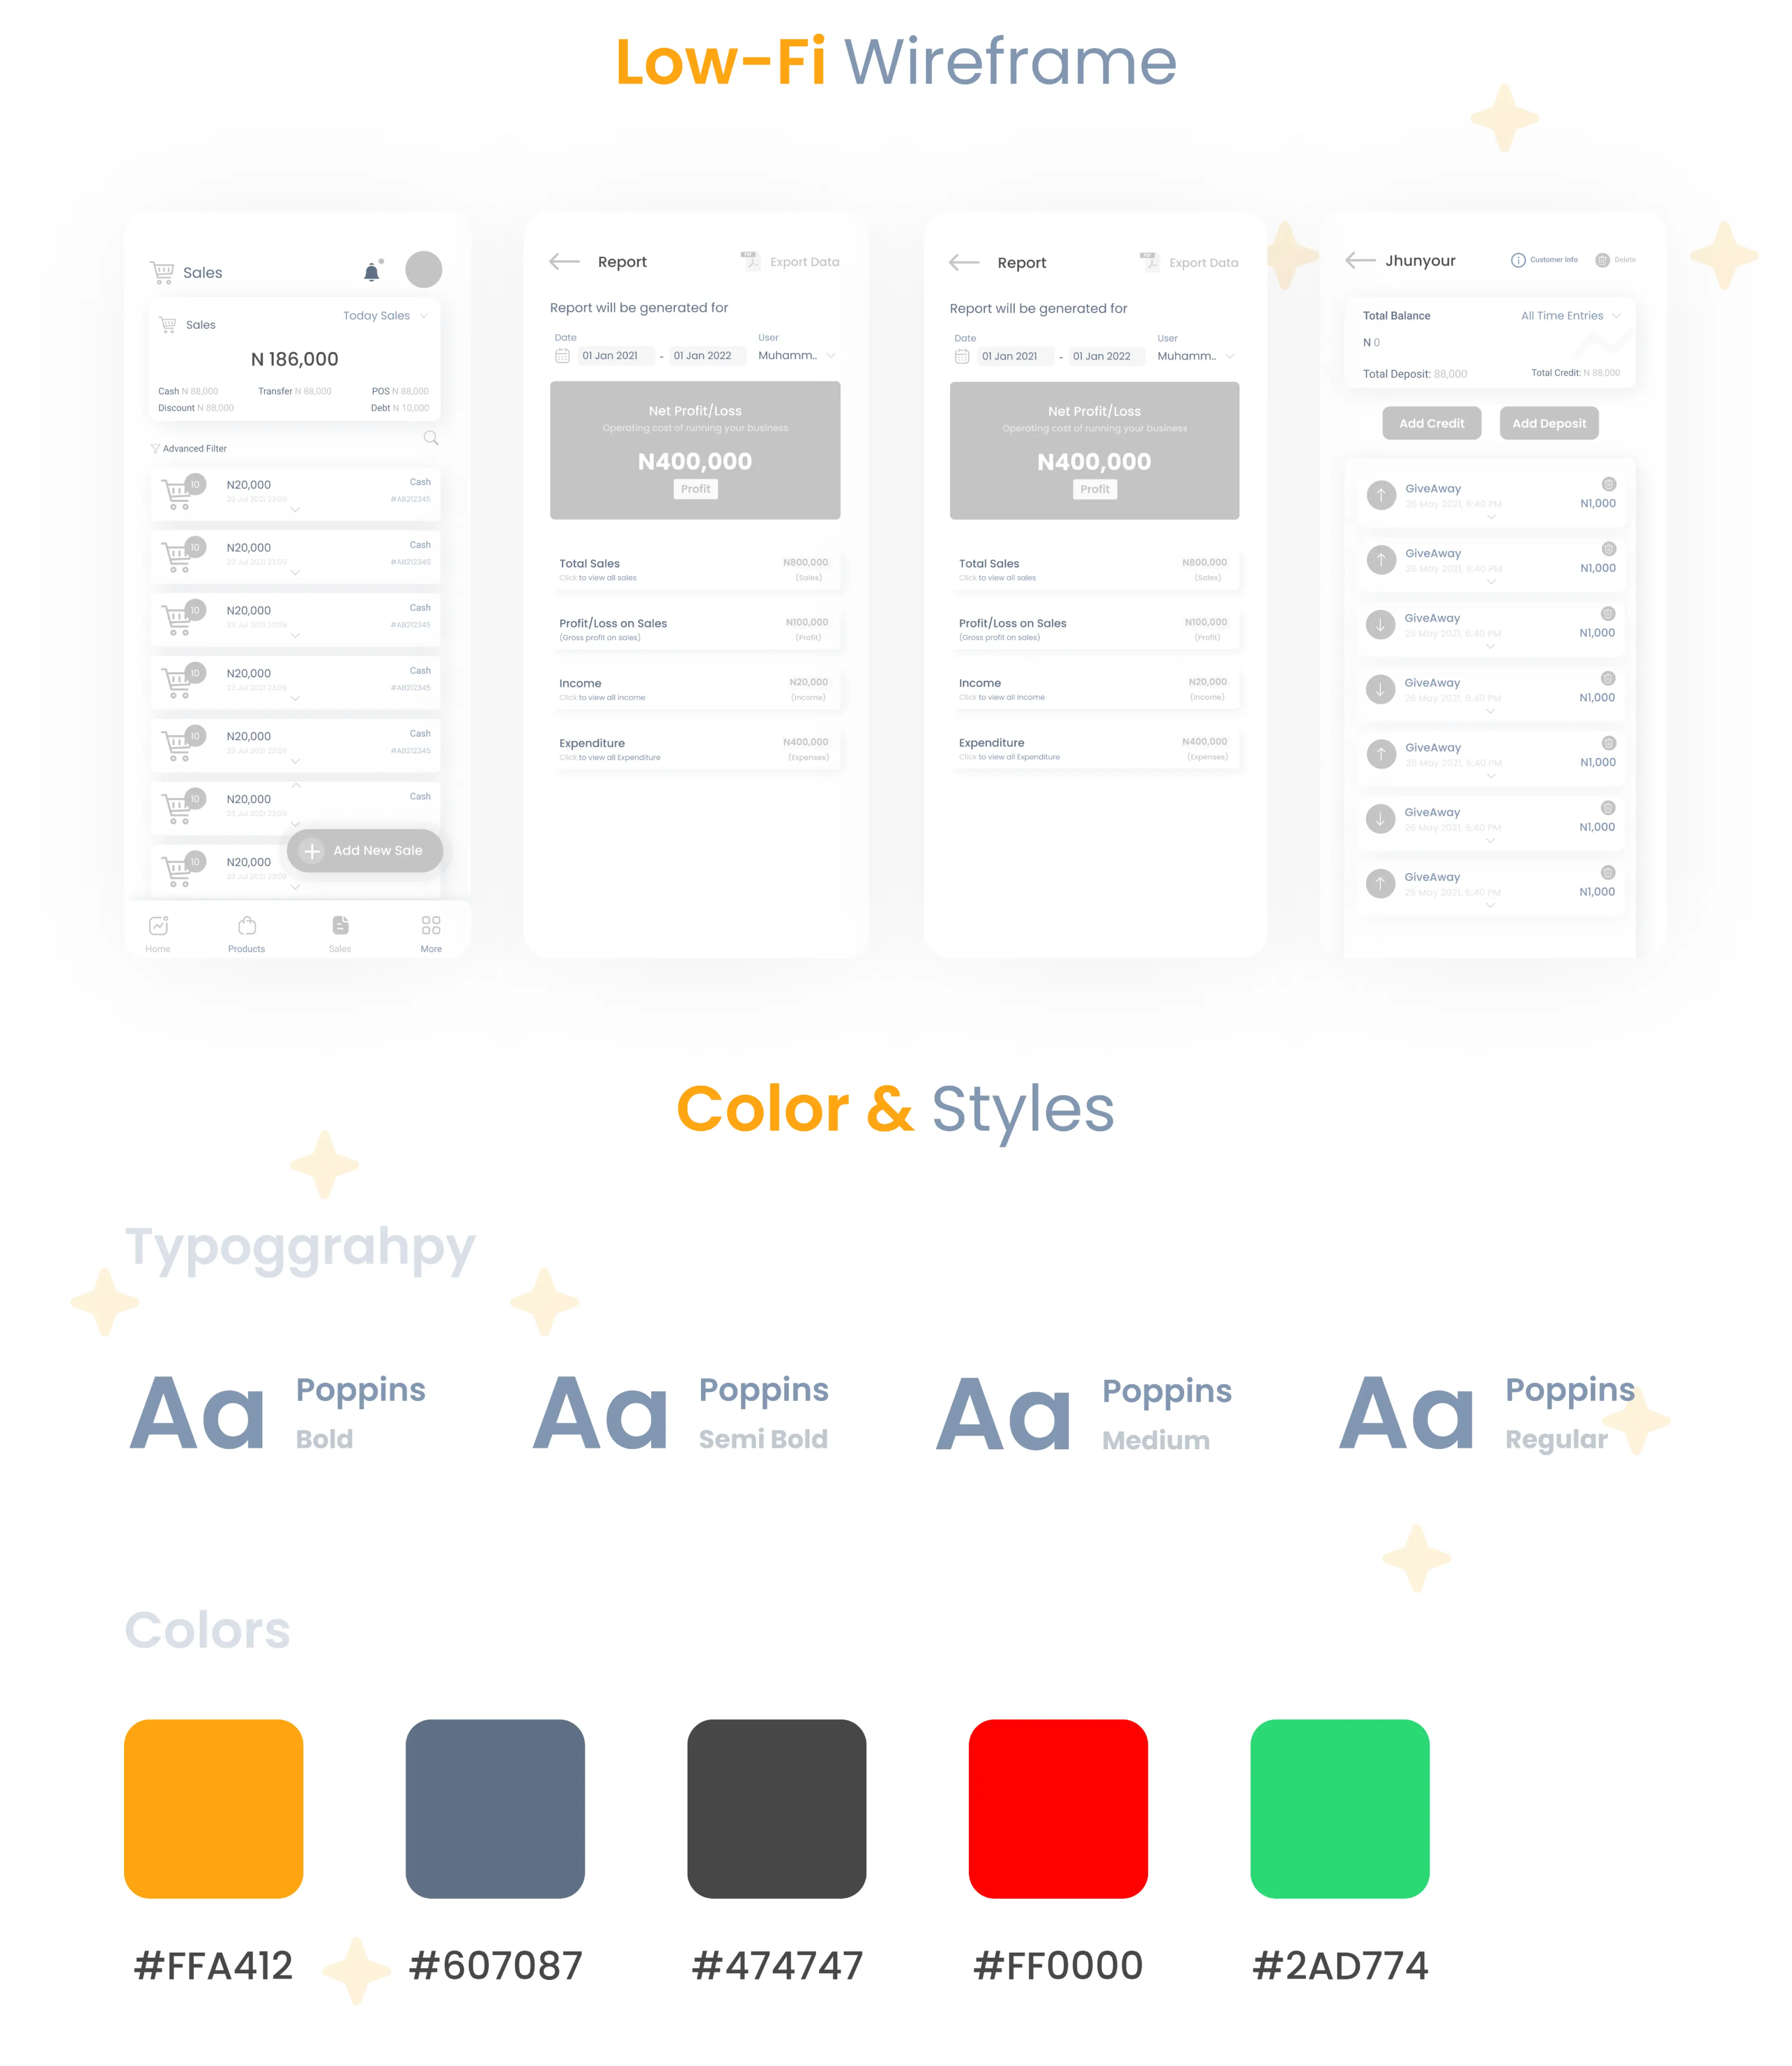 Low-Fi Wireframe
Sales
Sales
Today Sales
N 186,000
Cash N 88,000 Transfer N 88,000 POS N 88,000
Discount N 88,000 Debt N 10,000
Advanced Filter
10 N20,000 Cash
23 Jul 2021 23:09 #AB212345
10 N20,000 Cash
23 Jul 2021 23:09 #AB212345
10 N20,000 Cash
23 Jul 2021 23:09 #AB212345
10 N20,000 Cash
23 Jul 2021 23:09 #AB212345
10 N20,000 Cash
23 Jul 2021 23:09 #AB212345
10 N20,000 Cash
23 Jul 2021 23:09
10 N20,000
23 Jul 2021 23:09
Add New Sale
Home Products Sales More
Report PDF Export Data
Report will be generated for
Date User
01 Jan 2021 - 01 Jan 2022 Muhamm..
Net Profit/Loss
Operating cost of running your business
N400,000
Profit
Total Sales N800,000
Click to view all sales (Sales)
Profit/Loss on Sales N100,000
(Gross profit on sales) (Profit)
Income N20,000
Click to view all income (Income)
Expenditure N400,000
Click to view all Expenditure (Expenses)
Report PDF Export Data
Report will be generated for
Date User
01 Jan 2021 - 01 Jan 2022 Muhamm..
Net Profit/Loss
Operating cost of running your business
N400,000
Profit
Total Sales N800,000
Click to view all sales (Sales)
Profit/Loss on Sales N100,000
(Gross profit on sales) (Profit)
Income N20,000
Click to view all income (Income)
Expenditure N400,000
Click to view all Expenditure (Expenses)
Jhunyour Customer Info Delete
Total Balance All Time Entries
N 0
Total Deposit: 88,000 Total Credit: N 88,000
Add Credit Add Deposit
GiveAway
26 May 2021, 6:40 PM N1,000
GiveAway
26 May 2021, 6:40 PM N1,000
GiveAway
26 May 2021, 6:40 PM N1,000
GiveAway
26 May 2021, 6:40 PM N1,000
GiveAway
26 May 2021, 6:40 PM N1,000
GiveAway
26 May 2021, 6:40 PM N1,000
GiveAway
26 May 2021, 6:40 PM N1,000
Color & Styles
Typoggrahpy
Aa Poppins Bold
Aa Poppins Semi Bold
Aa Poppins Medium
Aa Poppins Regular
Colors
#FFA412 #607087 #474747 #FF0000 #2AD774